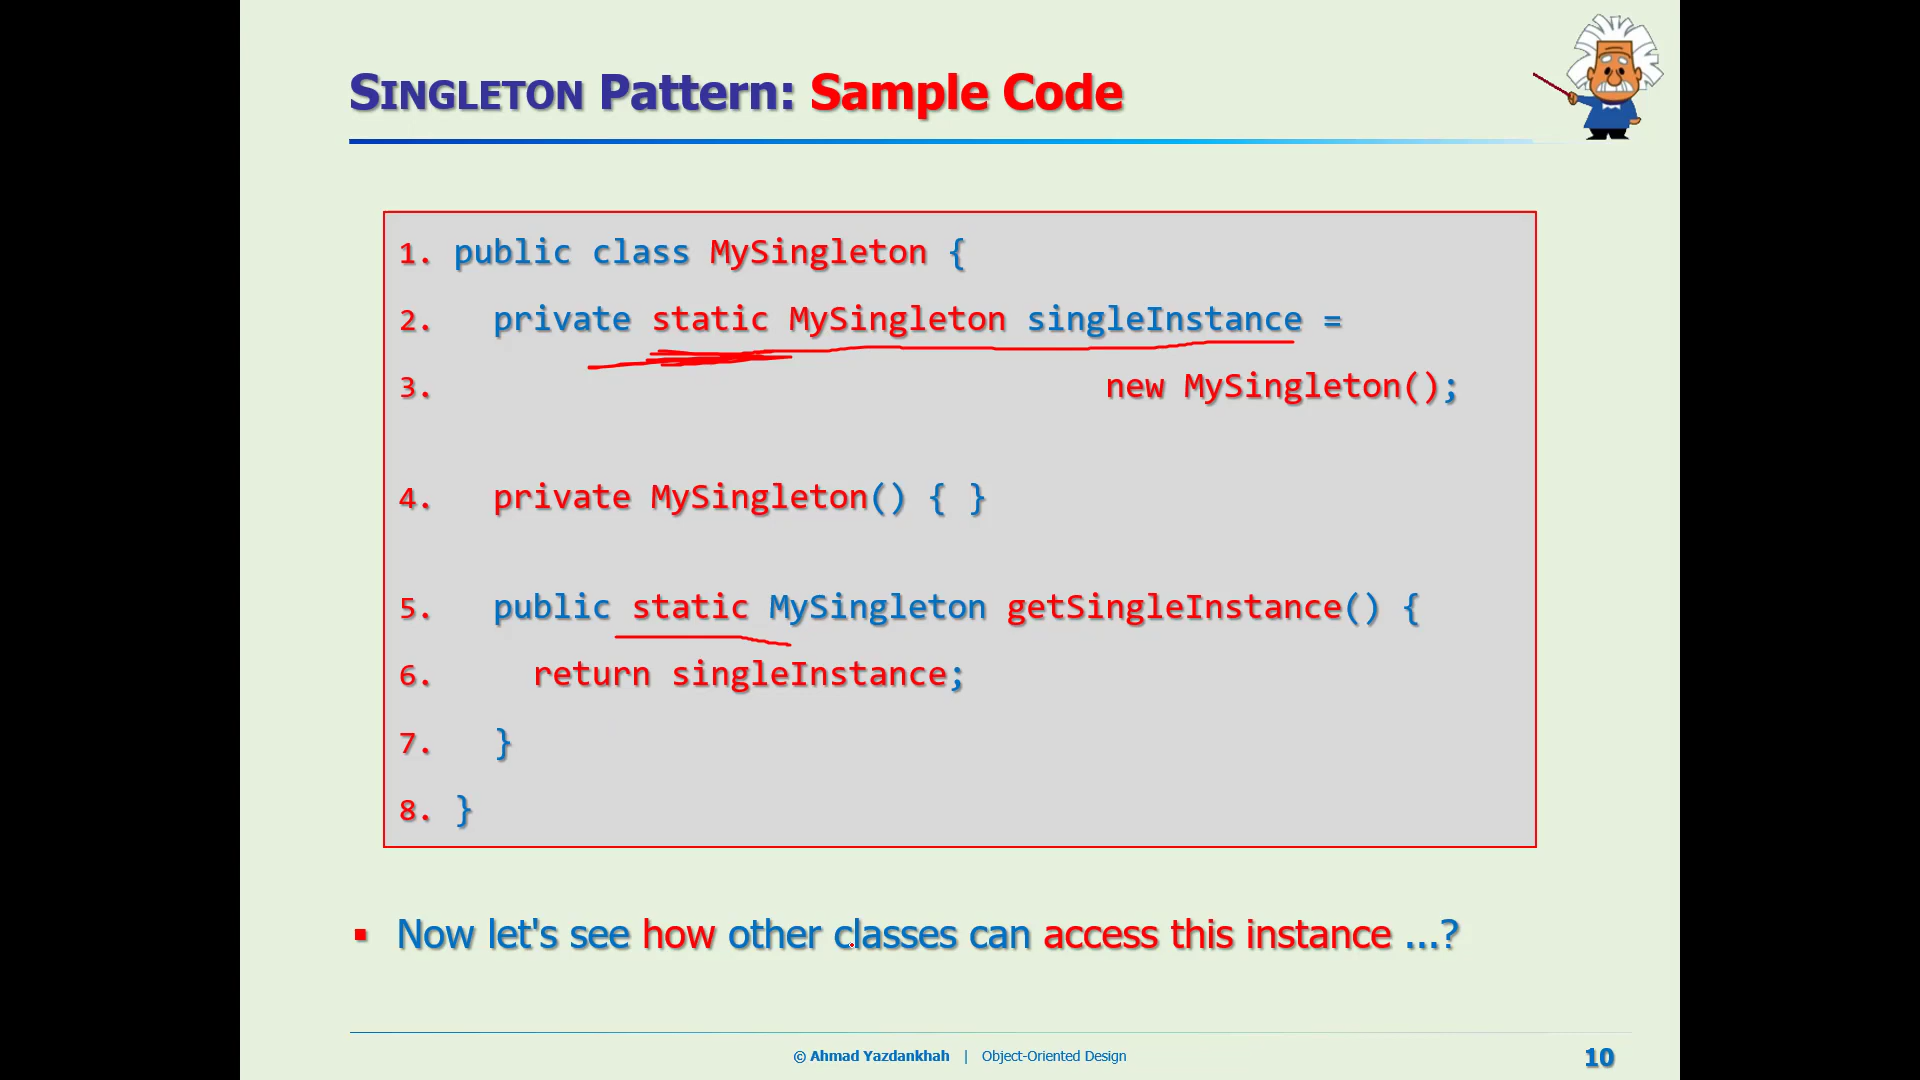 SINGLETON Pattern: Sample Code
1. public class MySingleton {
2. private static MySingleton singleInstance =
3. new MySingleton();
4. private MySingleton() { }
5. public static MySingleton getSingleInstance() {
6. return singleInstance;
7. }
8. }
▪ Now let's see how other classes can access this instance ...?
© Ahmad Yazdankhah | Object-Oriented Design
10